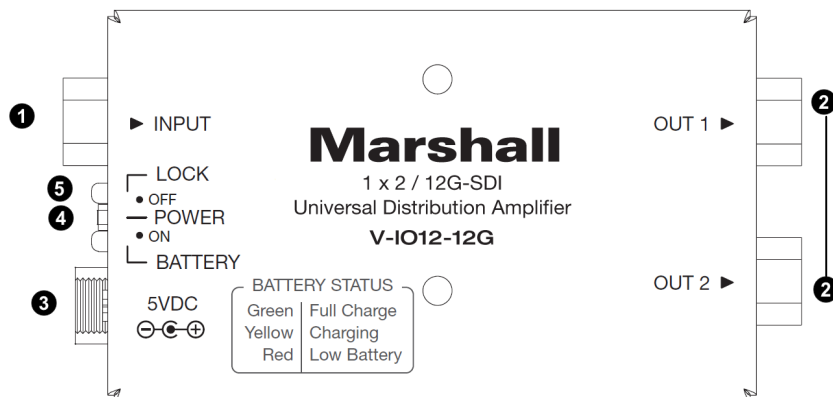 1
INPUT
LOCK
5
OFF
4
POWER
ON
BATTERY
3
5VDC
Marshall
1 x 2 / 12G-SDI
Universal Distribution Amplifier
V-IO12-12G
BATTERY STATUS
Green Full Charge
Yellow Charging
Red Low Battery
OUT 1
2
OUT 2
2